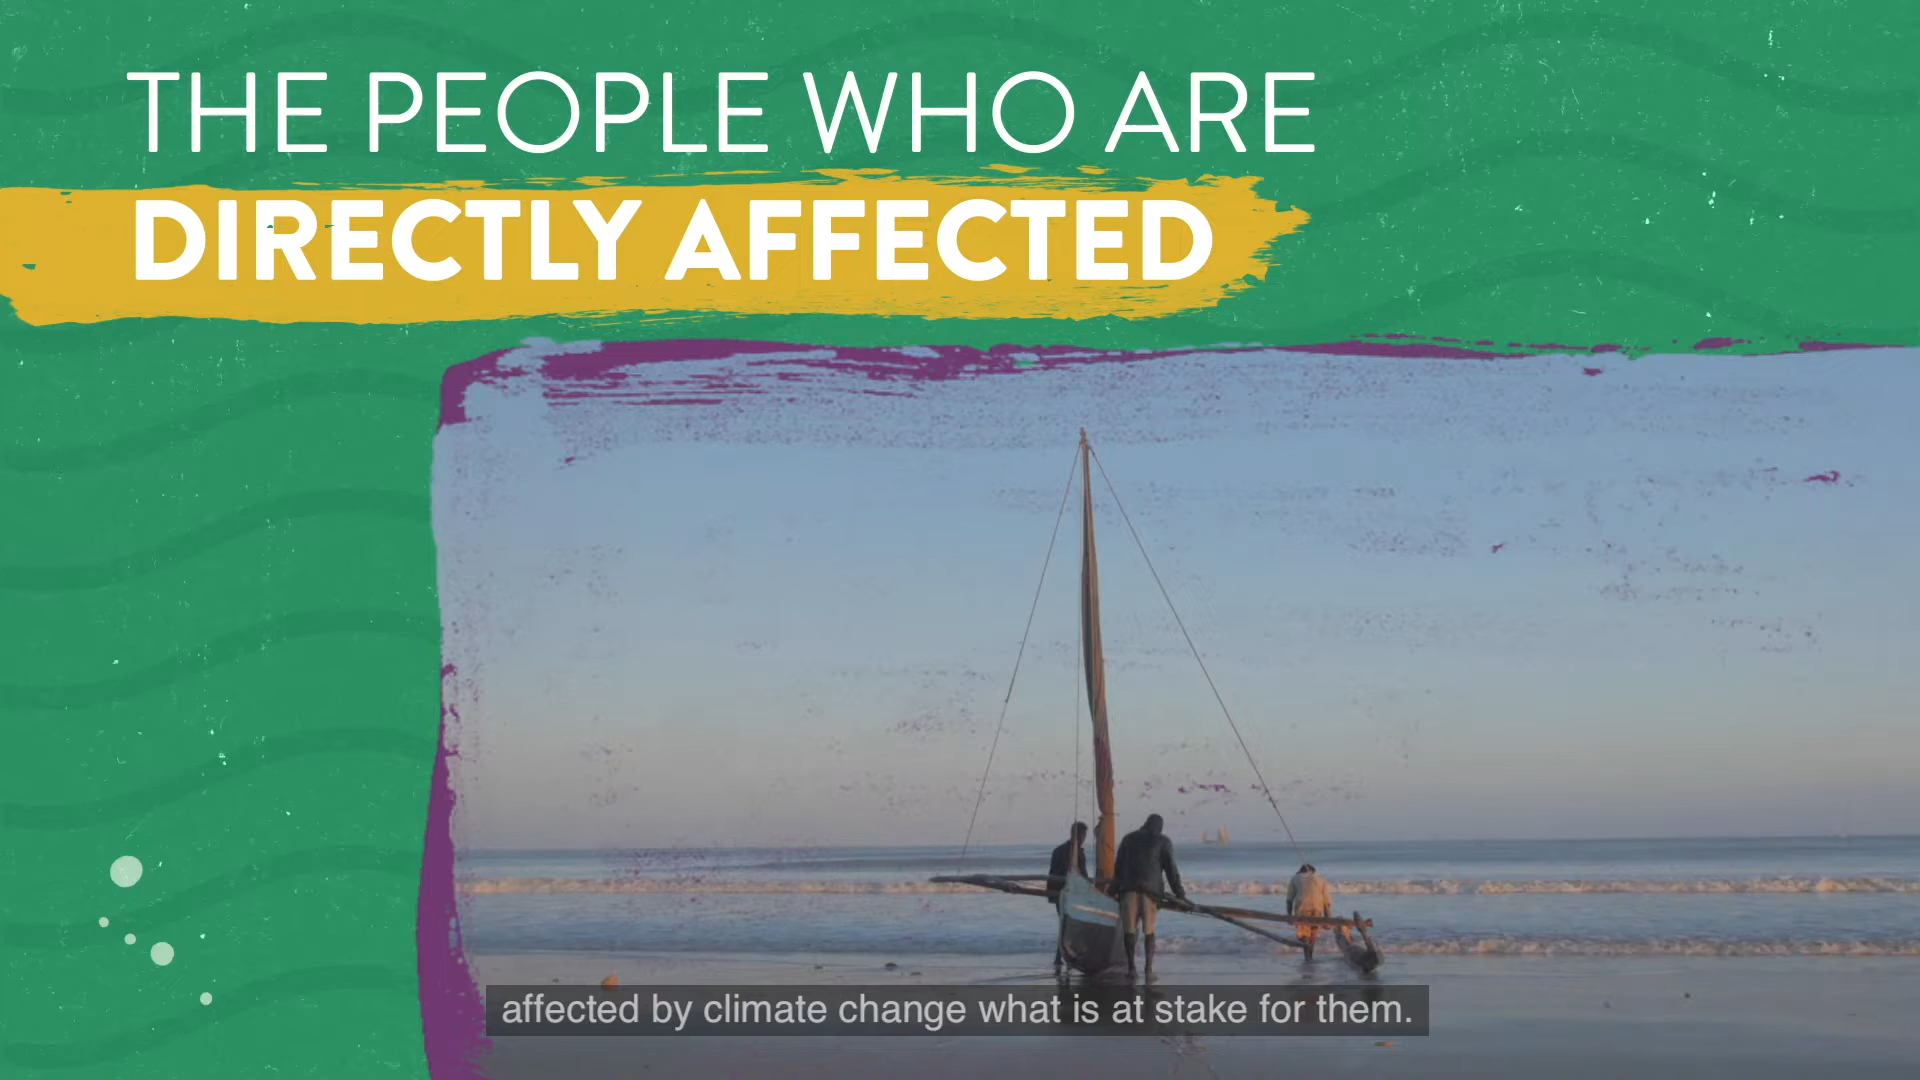 THE PEOPLE WHO ARE
DIRECTLY AFFECTED
affected by climate change what is at stake for them.